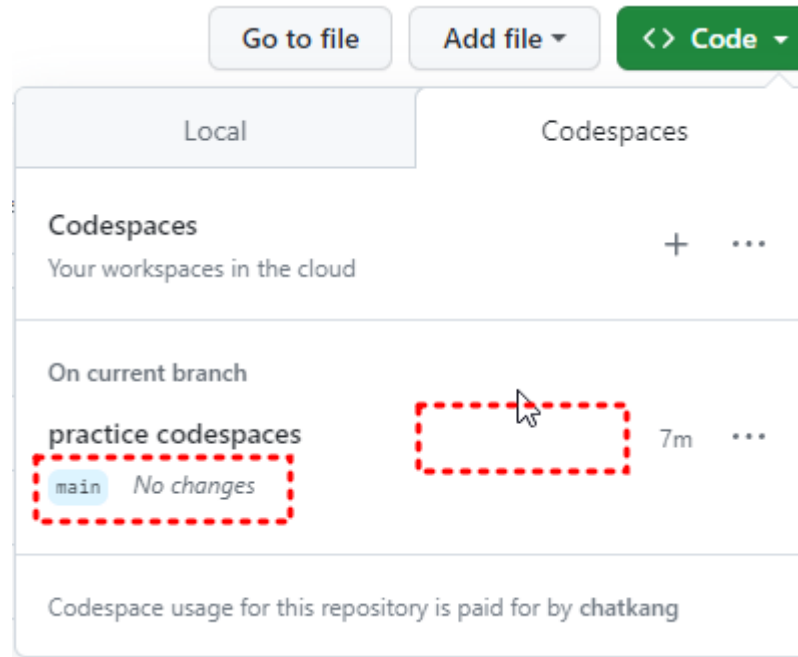 Go to file Add file <> Code
Local Codespaces
Codespaces
Your workspaces in the cloud
On current branch
practice codespaces 7m
main No changes
Codespace usage for this repository is paid for by chatkang